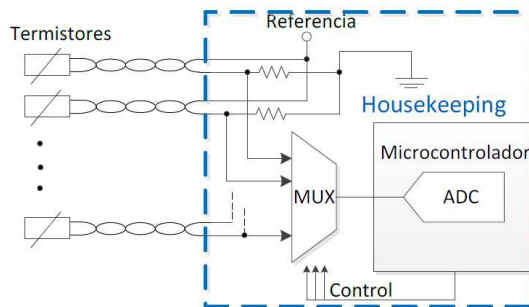 Referencia
Termistores
Housekeeping
Microcontrolador
MUX
ADC
Control